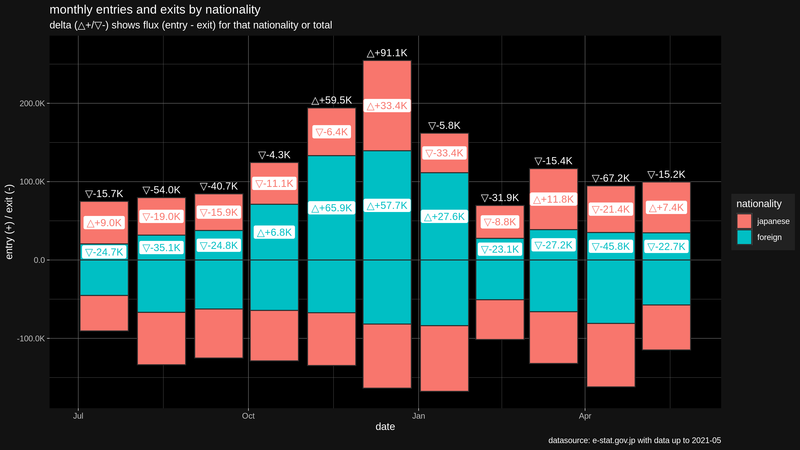 monthly entries and exits by nationality
delta (△+/▽-) shows flux (entry - exit) for that nationality or total
entry (+) / exit (-)
200.0K
100.0K
0.0
-100.0K
▽-15.7K
△+9.0K
▽-24.7K
▽-54.0K
▽-19.0K
▽-35.1K
▽-40.7K
▽-15.9K
▽-24.8K
▽-4.3K
▽-11.1K
△+6.8K
△+59.5K
▽-6.4K
△+65.9K
△+91.1K
△+33.4K
△+57.7K
▽-5.8K
▽-33.4K
△+27.6K
▽-31.9K
▽-8.8K
▽-23.1K
▽-15.4K
△+11.8K
▽-27.2K
▽-67.2K
▽-21.4K
▽-45.8K
▽-15.2K
△+7.4K
▽-22.7K
Jul
Oct
Jan
Apr
date
nationality
japanese
foreign
datasource: e-stat.gov.jp with data up to 2021-05